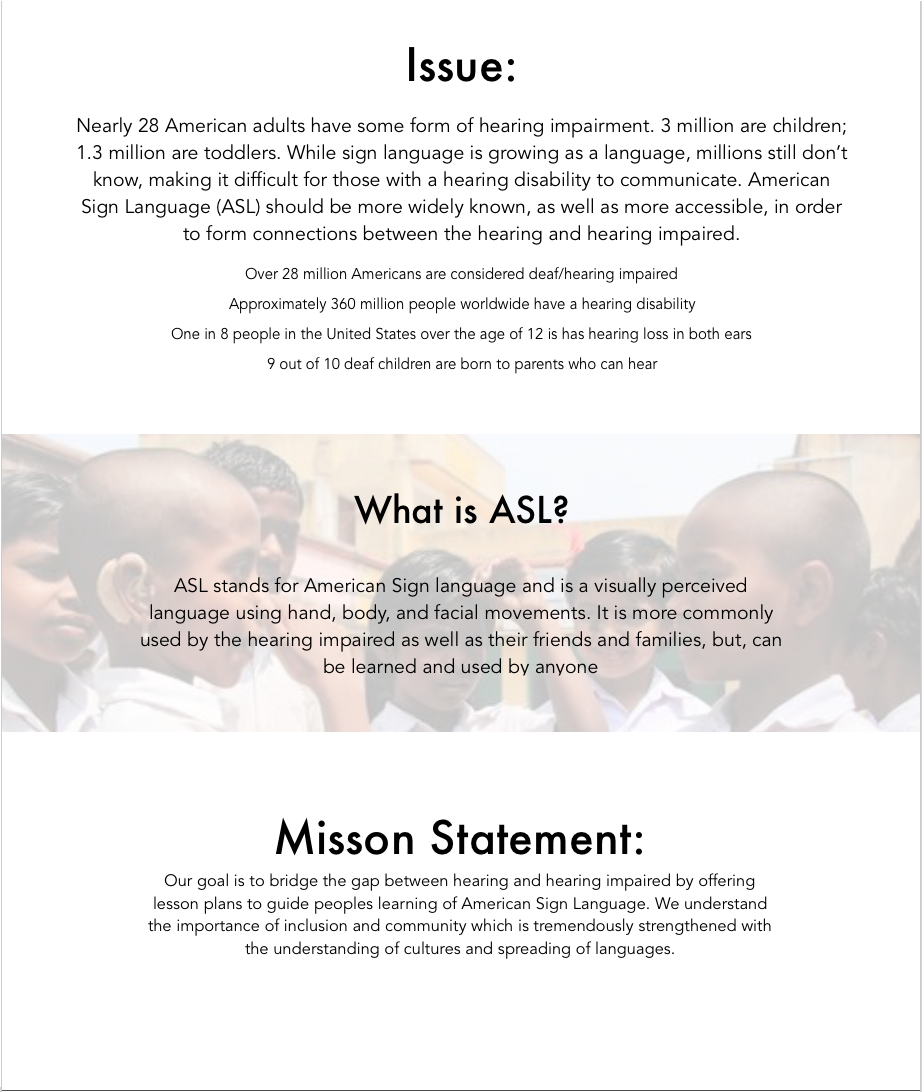 Issue:
Nearly 28 American adults have some form of hearing impairment. 3 million are children;
1.3 million are toddlers. While sign language is growing as a language, millions still don’t
know, making it difficult for those with a hearing disability to communicate. American
Sign Language (ASL) should be more widely known, as well as more accessible, in order
to form connections between the hearing and hearing impaired.
Over 28 million Americans are considered deaf/hearing impaired
Approximately 360 million people worldwide have a hearing disability
One in 8 people in the United States over the age of 12 is has hearing loss in both ears
9 out of 10 deaf children are born to parents who can hear
What is ASL?
ASL stands for American Sign language and is a visually perceived
language using hand, body, and facial movements. It is more commonly
used by the hearing impaired as well as their friends and families, but, can
be learned and used by anyone
Misson Statement:
Our goal is to bridge the gap between hearing and hearing impaired by offering
lesson plans to guide peoples learning of American Sign Language. We understand
the importance of inclusion and community which is tremendously strengthened with
the understanding of cultures and spreading of languages.